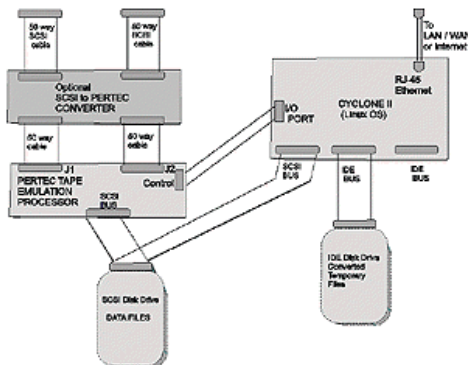 50 way
SCSI
cable
50 way
SCSI
cable
To
LAN / WAN
or Internet
Optional
SCSI to PERTEC
CONVERTER
RJ-45
Ethernet
I/O
PORT
CYCLONE II
(Linux OS)
50 way
cable
50 way
cable
J1
J2
PERTEC TAPE
EMULATION
PROCESSOR
Control
SCSI
BUS
SCSI
BUS
IDE
BUS
IDE
BUS
SCSI Disk Drive
DATA FILES
IDE Disk Drive
Converted
Temporary
Files